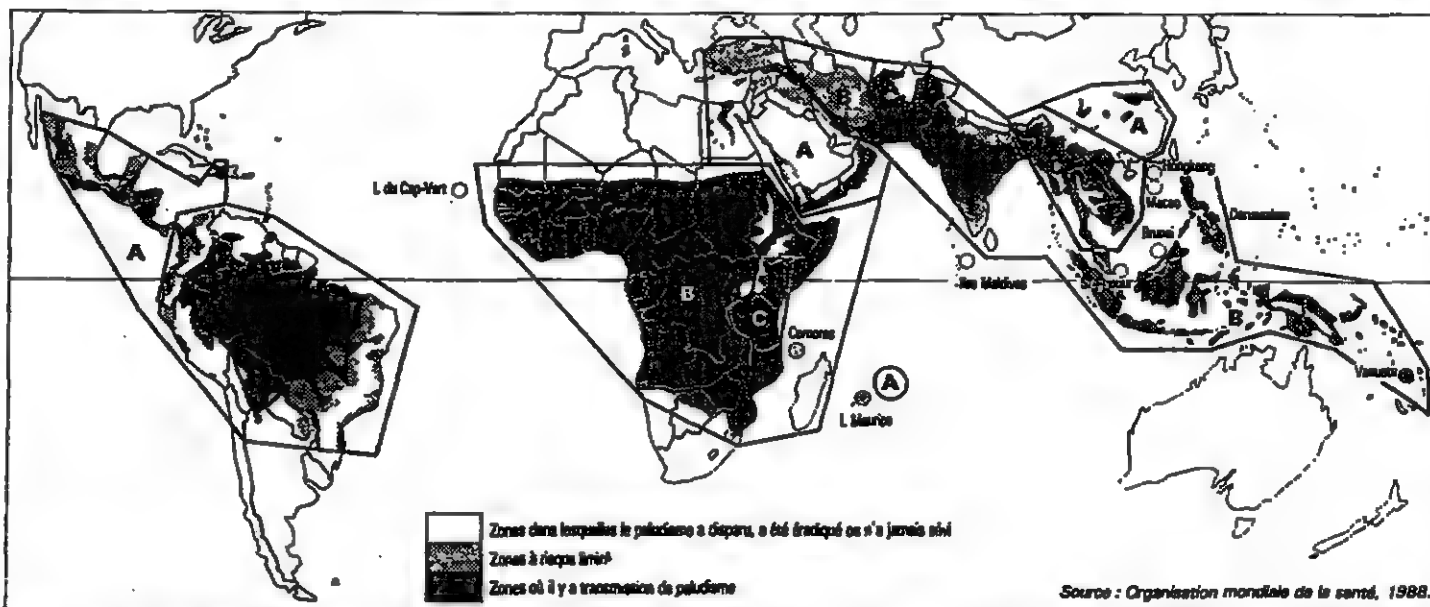 A
A
B
A
A
Hongkong
Macao
I. du Cap-Vert
Brunei
A
Iles Maldives
B
C
B
Comores
A
Vanuatu
I. Maurice
Zones dans lesquelles le paludisme a disparu, a été éradiqué ou n'a jamais sévi
Zones à risque limité
Zones où il y a transmission de paludisme
Source : Organisation mondiale de la santé, 1988.